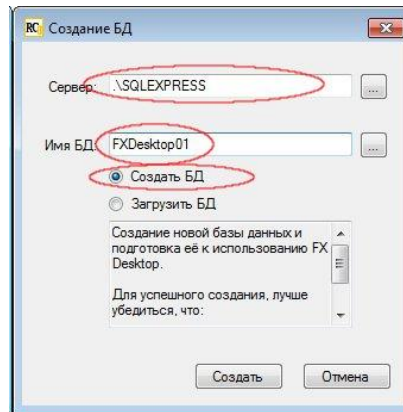 RC Создание БД
Сервер: .\SQLEXPRESS ...
Имя БД: FXDesktop01 ...
Создать БД
Загрузить БД
Создание новой базы данных и
подготовка её к использованию FX
Desktop.
Для успешного создания, лучше
убедиться, что:
Создать Отмена